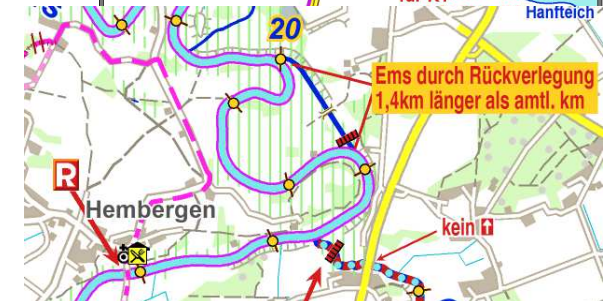 Hanfteich
20
Ems durch Rückverlegung
1,4km länger als amtl. km
R
Hembergen
kein